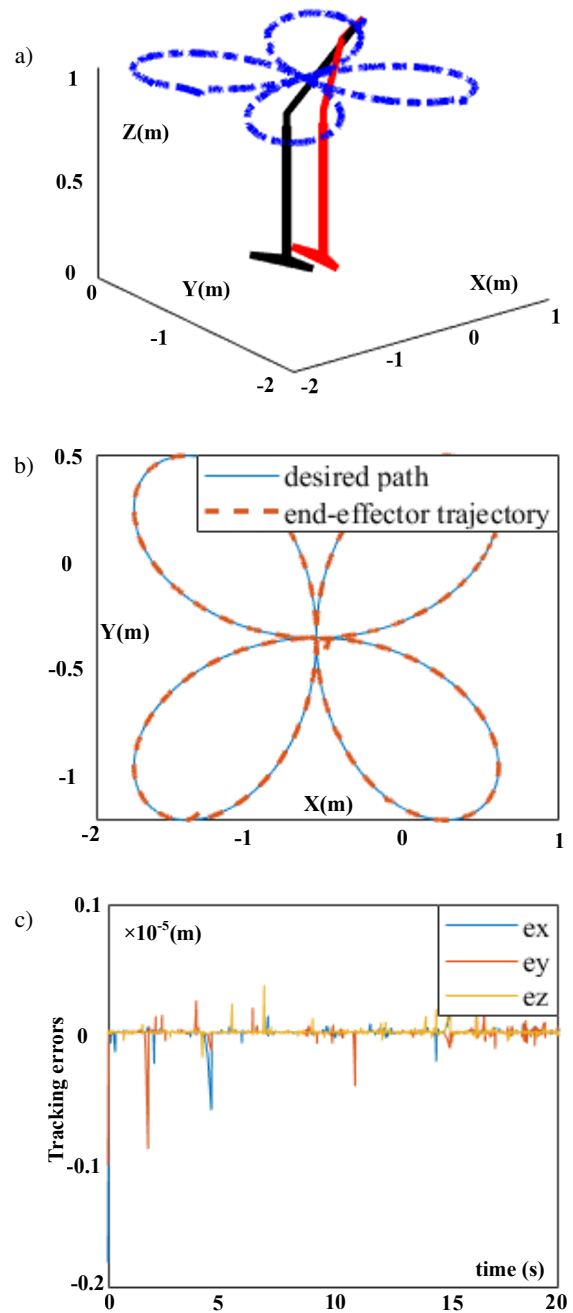 a)
1
Z(m)
0.5
0
0
Y(m)
-1
-2
X(m)
1
0
-1
-2
b)
0.5
desired path
end-effector trajectory
0
Y(m)
-0.5
-1
X(m)
-2
-1
0
1
c)
0.1
×10⁻⁵(m)
ex
ey
ez
0
Tracking errors
-0.1
time (s)
-0.2
0
5
10
15
20